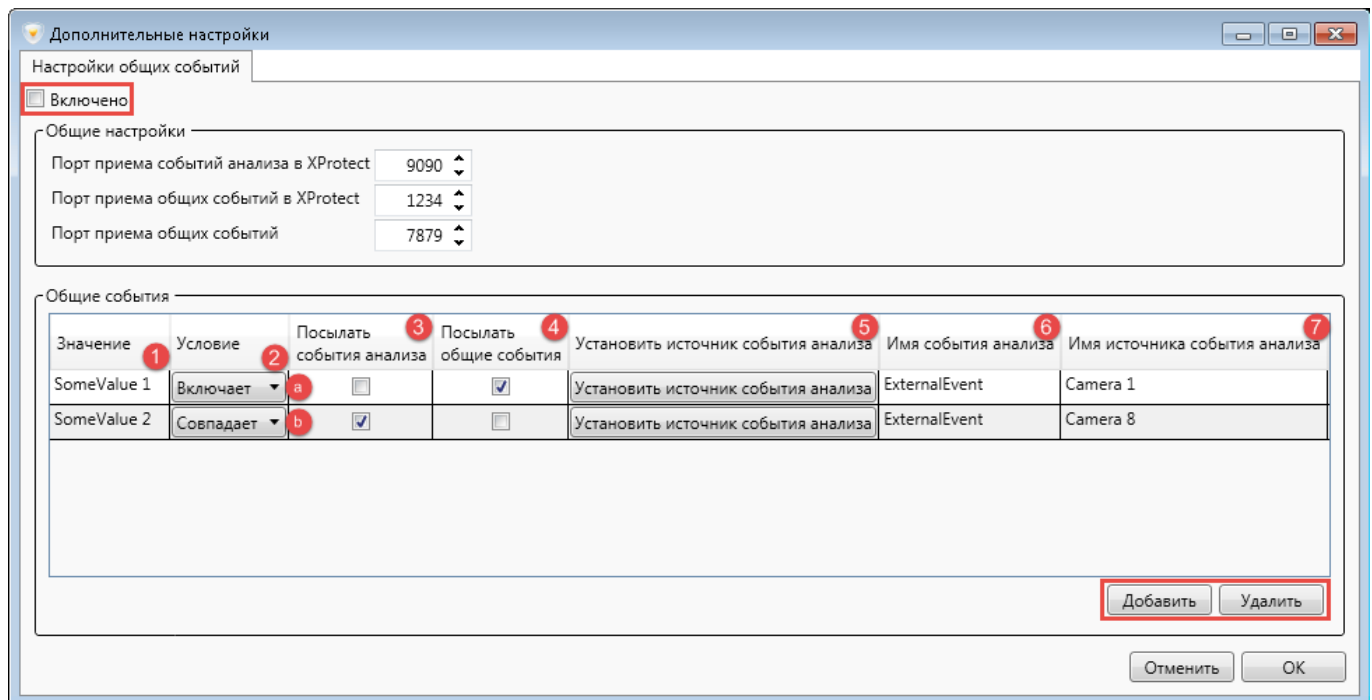 Дополнительные настройки
Настройки общих событий
Включено
Общие настройки
Порт приема событий анализа в XProtect 9090
Порт приема общих событий в XProtect 1234
Порт приема общих событий 7879
Общие события
Значение 1 Условие 2 Посылать события анализа 3 Посылать общие события 4 Установить источник события анализа 5 Имя события анализа 6 Имя источника события анализа 7
SomeValue 1 Включает a Установить источник события анализа ExternalEvent Camera 1
SomeValue 2 Совпадает b Установить источник события анализа ExternalEvent Camera 8
Добавить Удалить
Отменить OK